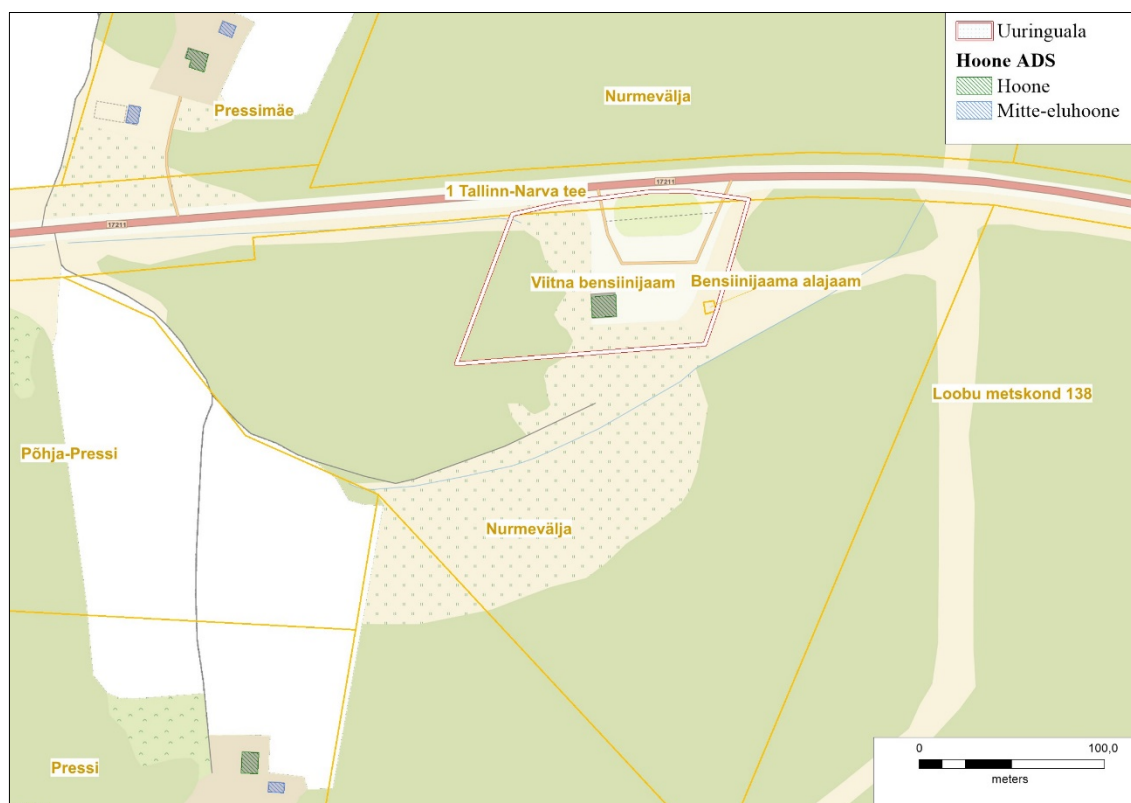 Uuringuala
Hoone ADS
Hoone
Mitte-eluhoone
Pressimäe
Nurmevälja
1 Tallinn-Narva tee
17211
17211
Viitna bensiinijaam
Bensiinijaama alajaam
Loobu metskond 138
Põhja-Pressi
Nurmevälja
Pressi
0 100,0
meters